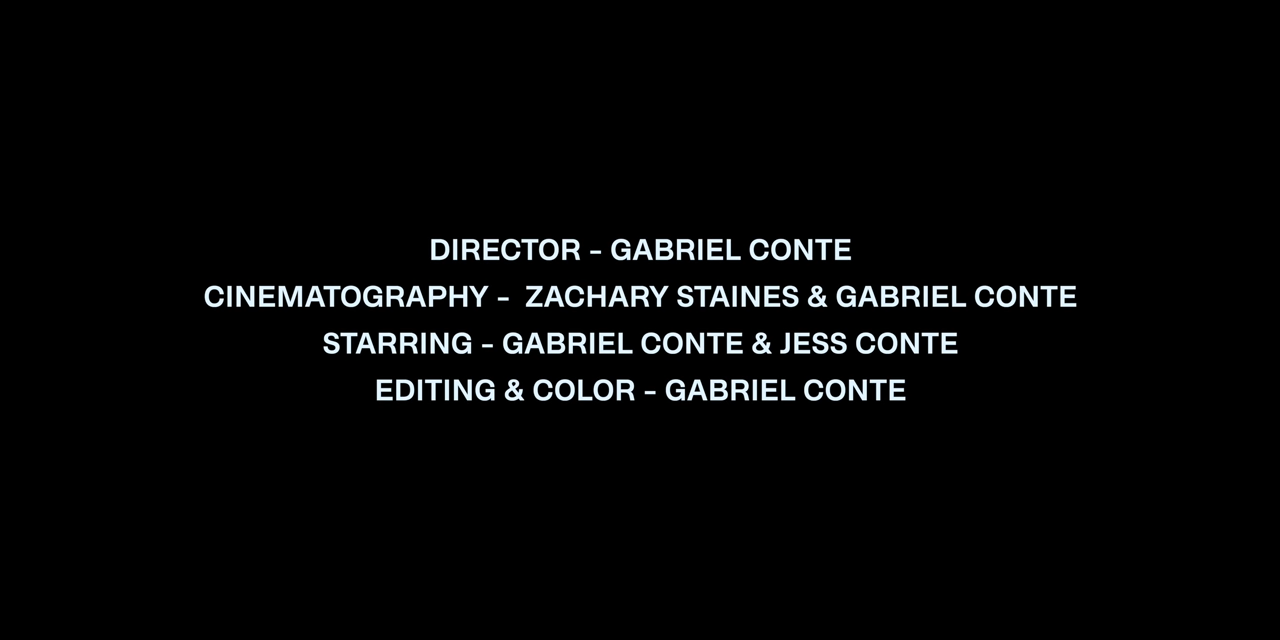 DIRECTOR – GABRIEL CONTE
CINEMATOGRAPHY –  ZACHARY STAINES & GABRIEL CONTE
STARRING – GABRIEL CONTE & JESS CONTE
EDITING & COLOR – GABRIEL CONTE